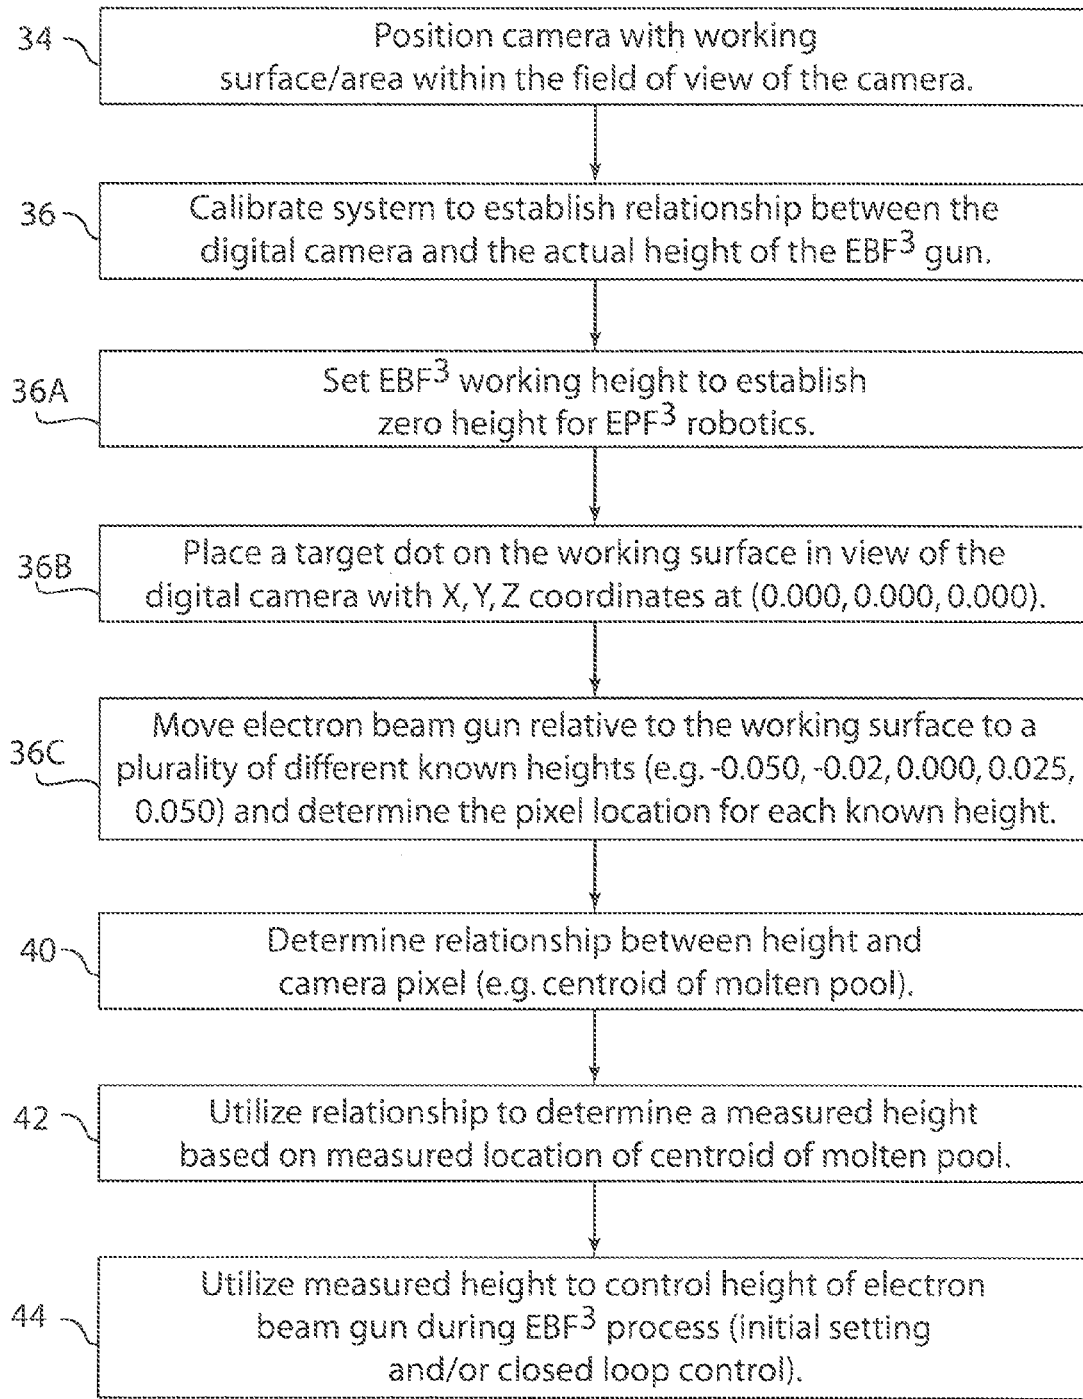 34
Position camera with working
surface/area within the field of view of the camera.
36
Calibrate system to establish relationship between the
digital camera and the actual height of the EBF³ gun.
36A
Set EBF³ working height to establish
zero height for EPF³ robotics.
36B
Place a target dot on the working surface in view of the
digital camera with X, Y, Z coordinates at (0.000, 0.000, 0.000).
36C
Move electron beam gun relative to the working surface to a
plurality of different known heights (e.g. -0.050, -0.02, 0.000, 0.025,
0.050) and determine the pixel location for each known height.
40
Determine relationship between height and
camera pixel (e.g. centroid of molten pool).
42
Utilize relationship to determine a measured height
based on measured location of centroid of molten pool.
44
Utilize measured height to control height of electron
beam gun during EBF³ process (initial setting
and/or closed loop control).